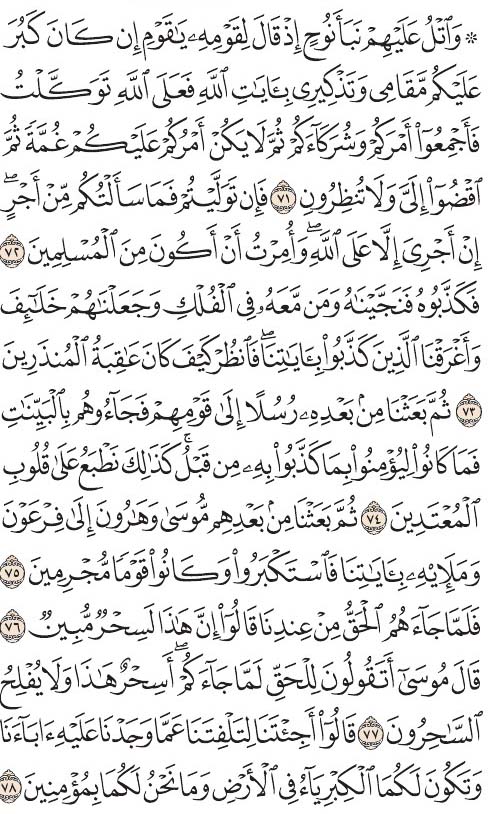 ۞ وَٱتۡلُ عَلَيۡهِمۡ نَبَأَ نُوحٍ إِذۡ قَالَ لِقَوۡمِهِۦ يَٰقَوۡمِ إِن كَانَ كَبُرَ
عَلَيۡكُم مَّقَامِي وَتَذۡكِيرِي بِـَٔايَٰتِ ٱللَّهِ فَعَلَى ٱللَّهِ تَوَكَّلۡتُ
فَأَجۡمِعُوٓاْ أَمۡرَكُمۡ وَشُرَكَآءَكُمۡ ثُمَّ لَا يَكُنۡ أَمۡرُكُمۡ عَلَيۡكُمۡ غُمَّةٗ ثُمَّ
ٱقۡضُوٓاْ إِلَيَّ وَلَا تُنظِرُونِ ٧١ فَإِن تَوَلَّيۡتُمۡ فَمَا سَأَلۡتُكُم مِّنۡ أَجۡرٍۖ
إِنۡ أَجۡرِيَ إِلَّا عَلَى ٱللَّهِۖ وَأُمِرۡتُ أَنۡ أَكُونَ مِنَ ٱلۡمُسۡلِمِينَ ٧٢
فَكَذَّبُوهُ فَنَجَّيۡنَٰهُ وَمَن مَّعَهُۥ فِي ٱلۡفُلۡكِ وَجَعَلۡنَٰهُمۡ خَلَٰٓئِفَ
وَأَغۡرَقۡنَا ٱلَّذِينَ كَذَّبُواْ بِـَٔايَٰتِنَاۖ فَٱنظُرۡ كَيۡفَ كَانَ عَٰقِبَةُ ٱلۡمُنذَرِينَ
٧٣ ثُمَّ بَعَثۡنَا مِنۢ بَعۡدِهِۦ رُسُلًا إِلَىٰ قَوۡمِهِمۡ فَجَآءُوهُم بِٱلۡبَيِّنَٰتِ
فَمَا كَانُواْ لِيُؤۡمِنُواْ بِمَا كَذَّبُواْ بِهِۦ مِن قَبۡلُۚ كَذَٰلِكَ نَطۡبَعُ عَلَىٰ قُلُوبِ
ٱلۡمُعۡتَدِينَ ٧٤ ثُمَّ بَعَثۡنَا مِنۢ بَعۡدِهِم مُّوسَىٰ وَهَٰرُونَ إِلَىٰ فِرۡعَوۡنَ
وَمَلَإِيْهِۦ بِـَٔايَٰتِنَا فَٱسۡتَكۡبَرُواْ وَكَانُواْ قَوۡمٗا مُّجۡرِمِينَ ٧٥
فَلَمَّا جَآءَهُمُ ٱلۡحَقُّ مِنۡ عِندِنَا قَالُوٓاْ إِنَّ هَٰذَا لَسِحۡرٞ مُّبِينٞ ٧٦
قَالَ مُوسَىٰٓ أَتَقُولُونَ لِلۡحَقِّ لَمَّا جَآءَكُمۡۖ أَسِحۡرٌ هَٰذَا وَلَا يُفۡلِحُ
ٱلسَّٰحِرُونَ ٧٧ قَالُوٓاْ أَجِئۡتَنَا لِتَلۡفِتَنَا عَمَّا وَجَدۡنَا عَلَيۡهِ ءَابَآءَنَا
وَتَكُونَ لَكُمَا ٱلۡكِبۡرِيَآءُ فِي ٱلۡأَرۡضِ وَمَا نَحۡنُ لَكُمَا بِمُؤۡمِنِينَ ٧٨